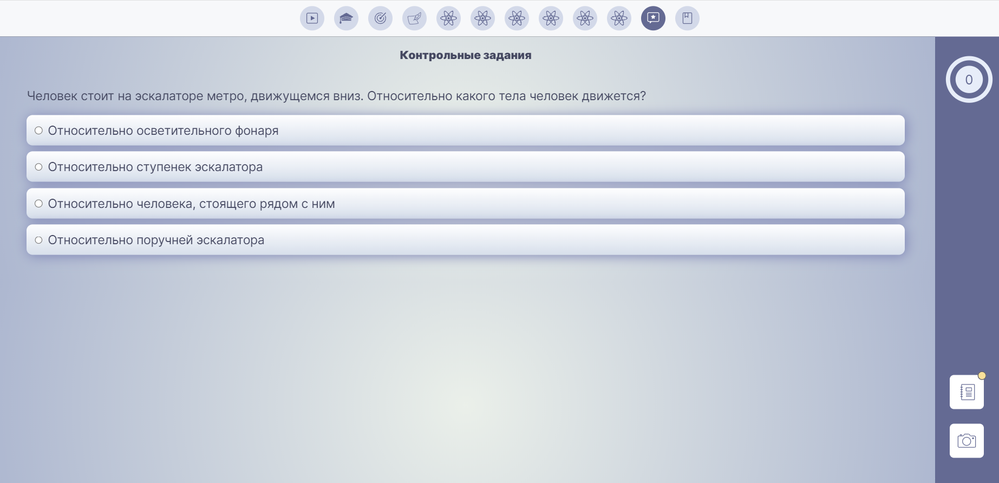 Контрольные задания
0
Человек стоит на эскалаторе метро, движущемся вниз. Относительно какого тела человек движется?
Относительно осветительного фонаря
Относительно ступенек эскалатора
Относительно человека, стоящего рядом с ним
Относительно поручней эскалатора